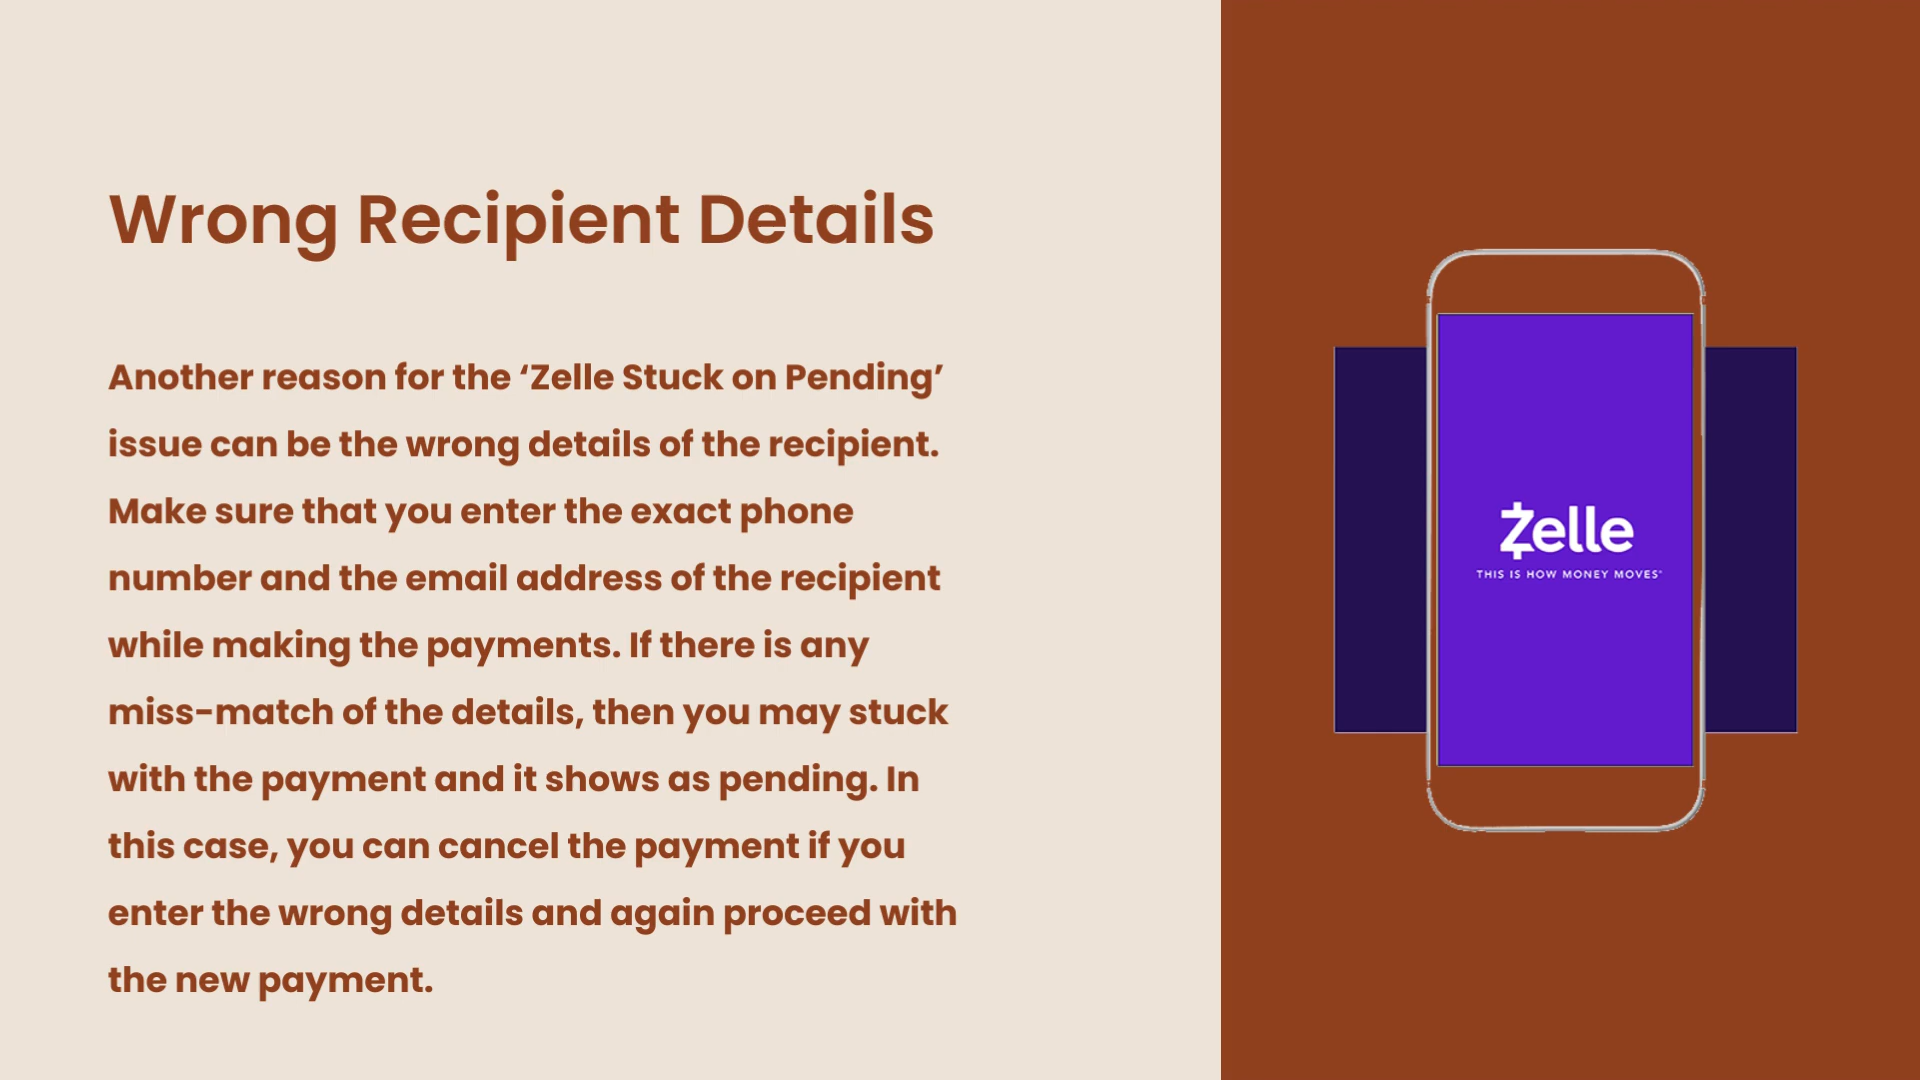 Wrong Recipient Details
Another reason for the ‘Zelle Stuck on Pending’
issue can be the wrong details of the recipient.
Make sure that you enter the exact phone
number and the email address of the recipient
while making the payments. If there is any
miss-match of the details, then you may stuck
with the payment and it shows as pending. In
this case, you can cancel the payment if you
enter the wrong details and again proceed with
the new payment.
Zelle
THIS IS HOW MONEY MOVES